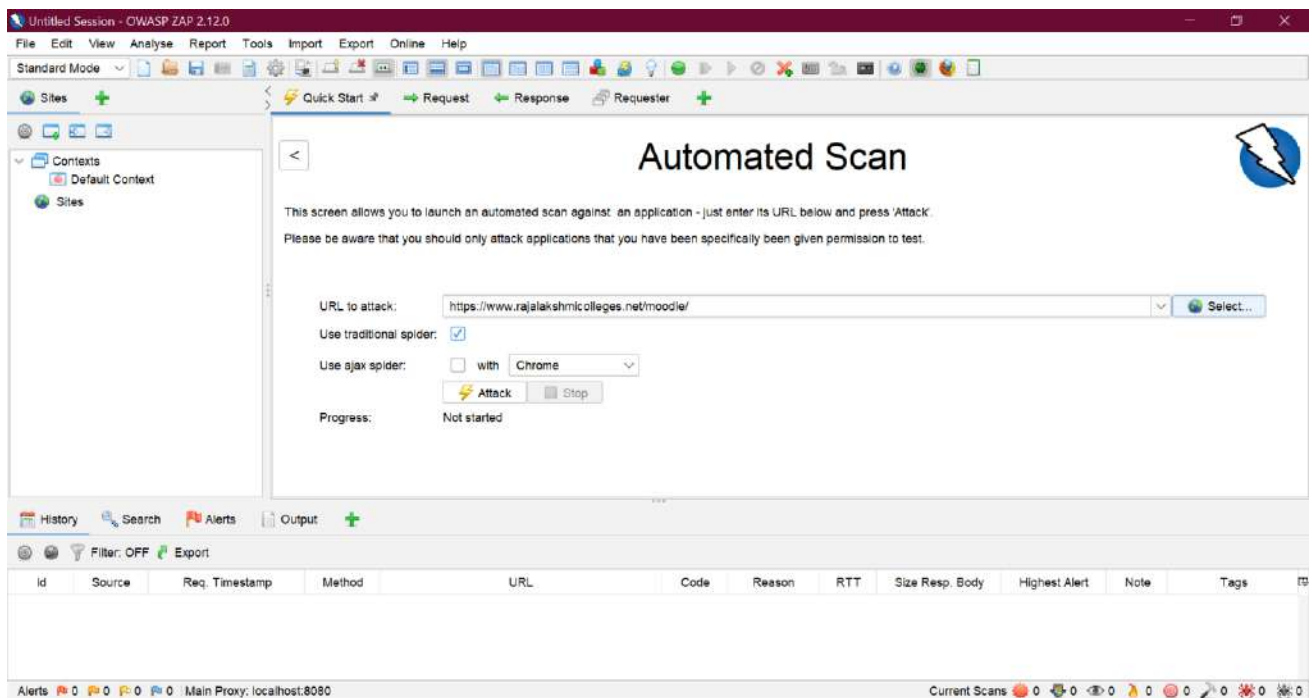 Untitled Session - OWASP ZAP 2.12.0
File Edit View Analyse Report Tools Import Export Online Help
Standard Mode
Sites
Quick Start Request Response Requester
Contexts
Default Context
Sites
<
Automated Scan
This screen allows you to launch an automated scan against an application - just enter its URL below and press 'Attack'.
Please be aware that you should only attack applications that you have been specifically been given permission to test.
URL to attack: https://www.rajalakshmicolleges.net/moodle/ Select...
Use traditional spider:
Use ajax spider: with Chrome
Attack Stop
Progress: Not started
History Search Alerts Output
Filter: OFF Export
Id Source Req. Timestamp Method URL Code Reason RTT Size Resp. Body Highest Alert Note Tags
Alerts 0 0 0 0 Main Proxy: localhost:8080 Current Scans 0 0 0 0 0 0 0 0